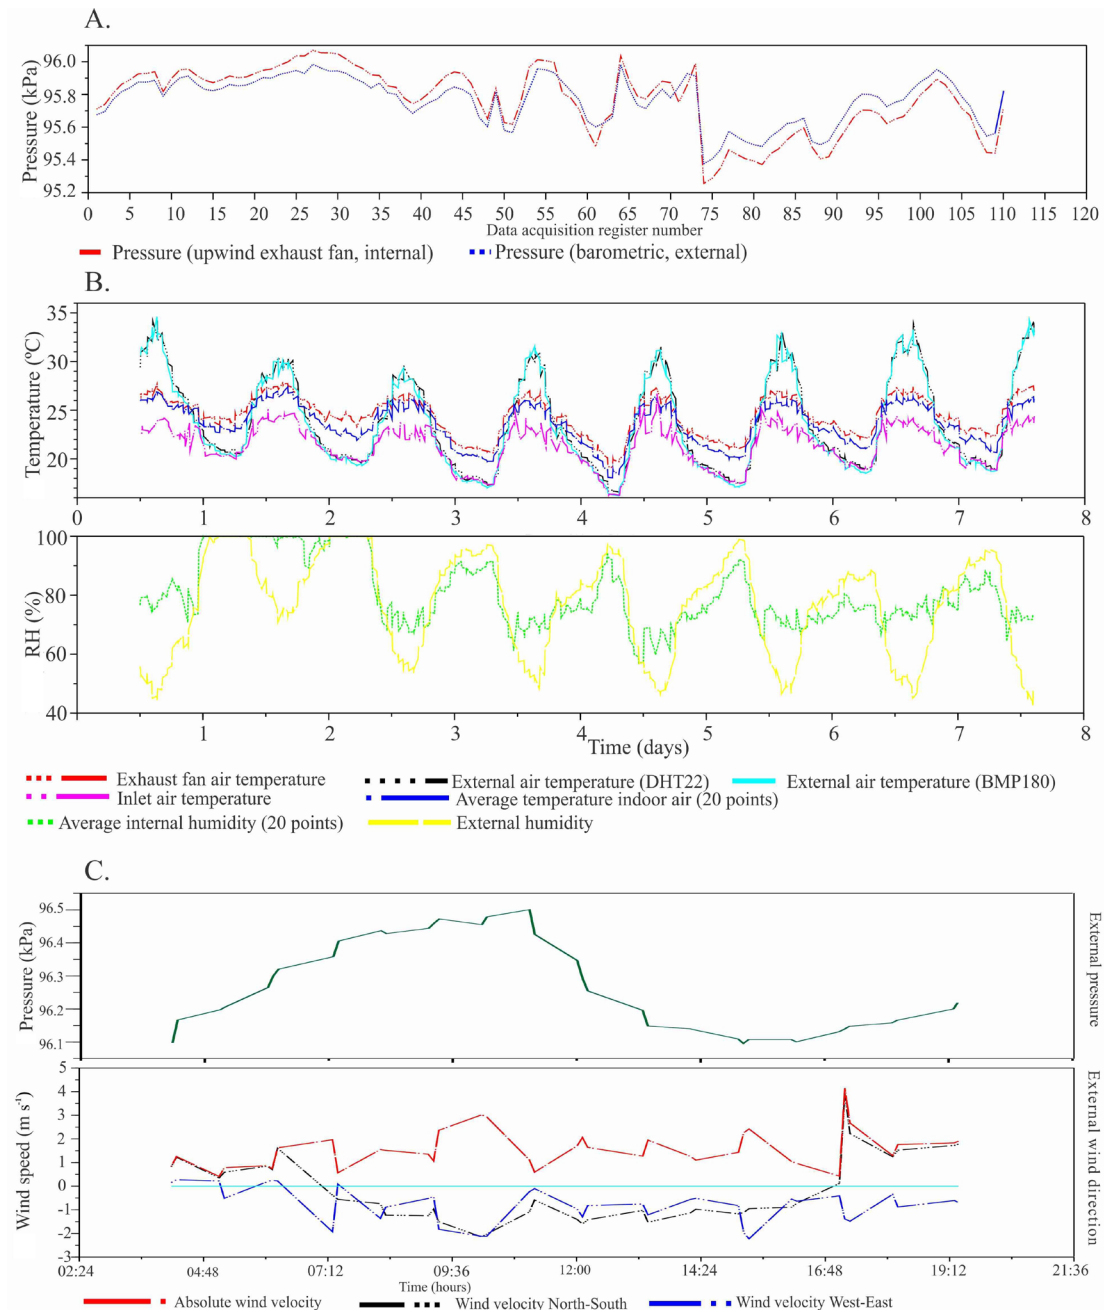 A.
Pressure (kPa)
96.0
95.8
95.6
95.4
95.2
0 5 10 15 20 25 30 35 40 45 50 55 60 64 70 75 80 85 90 95 100 105 110 115 120
Data acquisition register number
Pressure (upwind exhaust fan, internal) Pressure (barometric, external)
B.
Temperature (ºC)
35
30
25
20
0 1 2 3 4 5 6 7 8
RH (%)
100
80
60
40
1 2 3 4 5 6 7 8
Time (days)
Exhaust fan air temperature External air temperature (DHT22) External air temperature (BMP180)
Inlet air temperature Average temperature indoor air (20 points)
Average internal humidity (20 points) External humidity
C.
Pressure (kPa)
96.5
96.4
96.3
96.2
96.1
External pressure
Wind speed (m s¹)
5
4
3
2
1
0
-1
-2
-3
External wind direction
02:24 04:48 07:12 09:36 12:00 14:24 16:48 19:12 21:36
Time (hours)
Absolute wind velocity Wind velocity North-South Wind velocity West-East